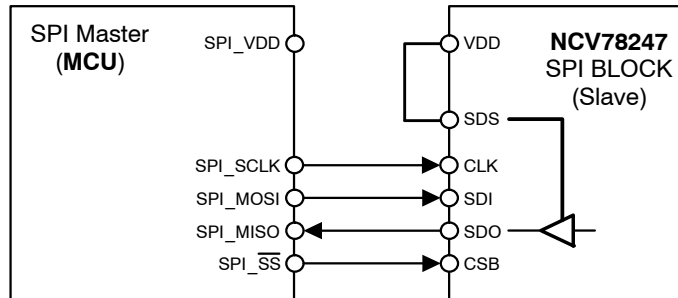 SPI Master
(MCU)
SPI_VDD
SPI_SCLK
SPI_MOSI
SPI_MISO
SPI_SS
VDD
SDS
CLK
SDI
SDO
CSB
NCV78247
SPI BLOCK
(Slave)